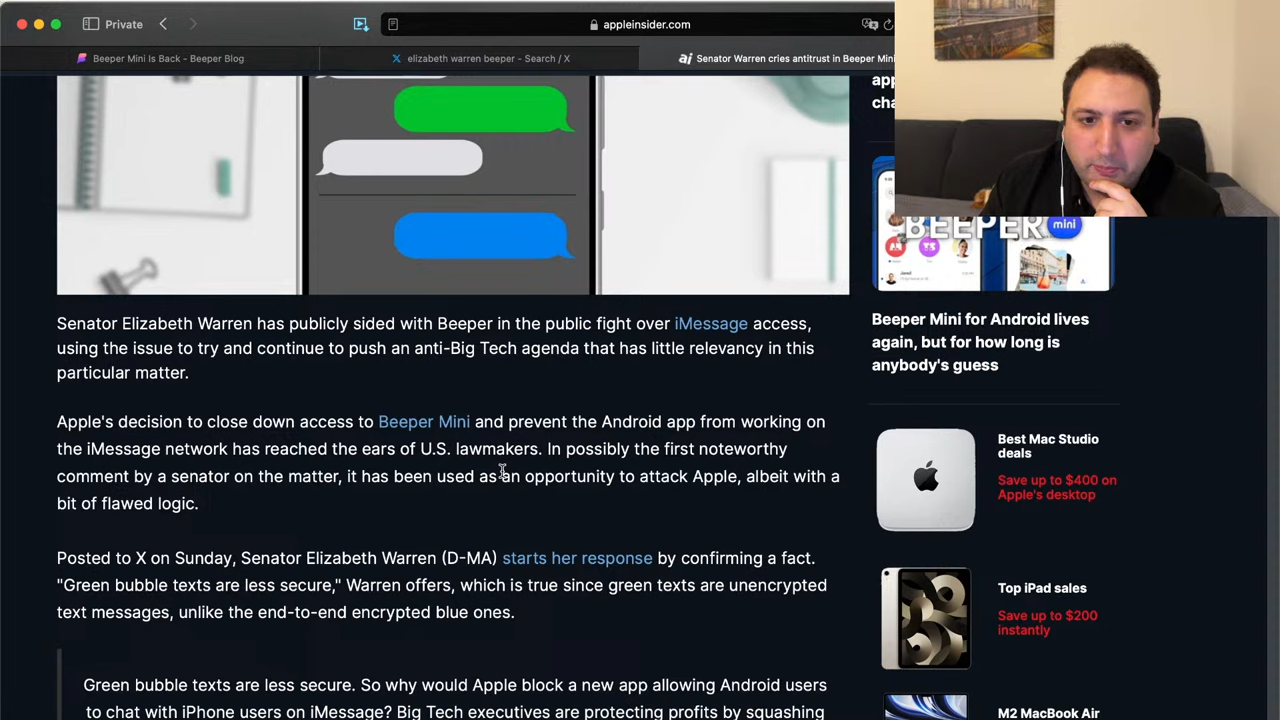 Private
appleinsider.com
Beeper Mini Is Back - Beeper Blog
elizabeth warren beeper - Search / X
ai Senator Warren cries antitrust in Beeper Mini
Senator Elizabeth Warren has publicly sided with Beeper in the public fight over iMessage access,
using the issue to try and continue to push an anti-Big Tech agenda that has little relevancy in this
particular matter.
Apple's decision to close down access to Beeper Mini and prevent the Android app from working on
the iMessage network has reached the ears of U.S. lawmakers. In possibly the first noteworthy
comment by a senator on the matter, it has been used as an opportunity to attack Apple, albeit with a
bit of flawed logic.
Posted to X on Sunday, Senator Elizabeth Warren (D-MA) starts her response by confirming a fact.
"Green bubble texts are less secure," Warren offers, which is true since green texts are unencrypted
text messages, unlike the end-to-end encrypted blue ones.
Green bubble texts are less secure. So why would Apple block a new app allowing Android users
to chat with iPhone users on iMessage? Big Tech executives are protecting profits by squashing
BEEPER
mini
Beeper Mini for Android lives
again, but for how long is
anybody's guess
Best Mac Studio
deals
Save up to $400 on
Apple's desktop
Top iPad sales
Save up to $200
instantly
M2 MacBook Air